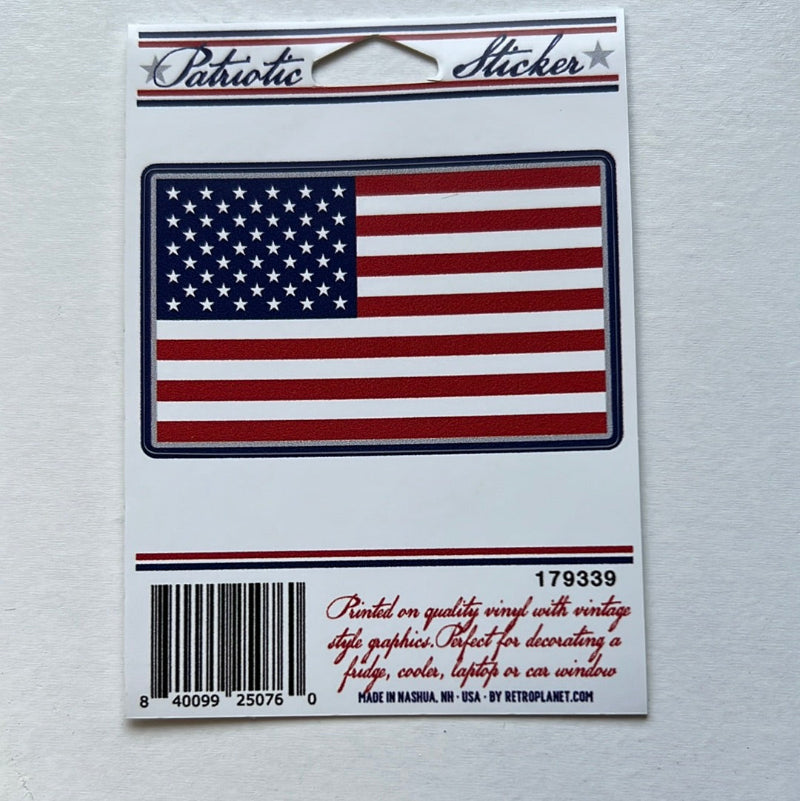 Patriotic Sticker
179339
Printed on quality vinyl with vintage
style graphics. Perfect for decorating a
fridge, cooler, laptop or car window
MADE IN NASHUA, NH · USA · BY RETROPLANET.COM
8 40099 25076 0